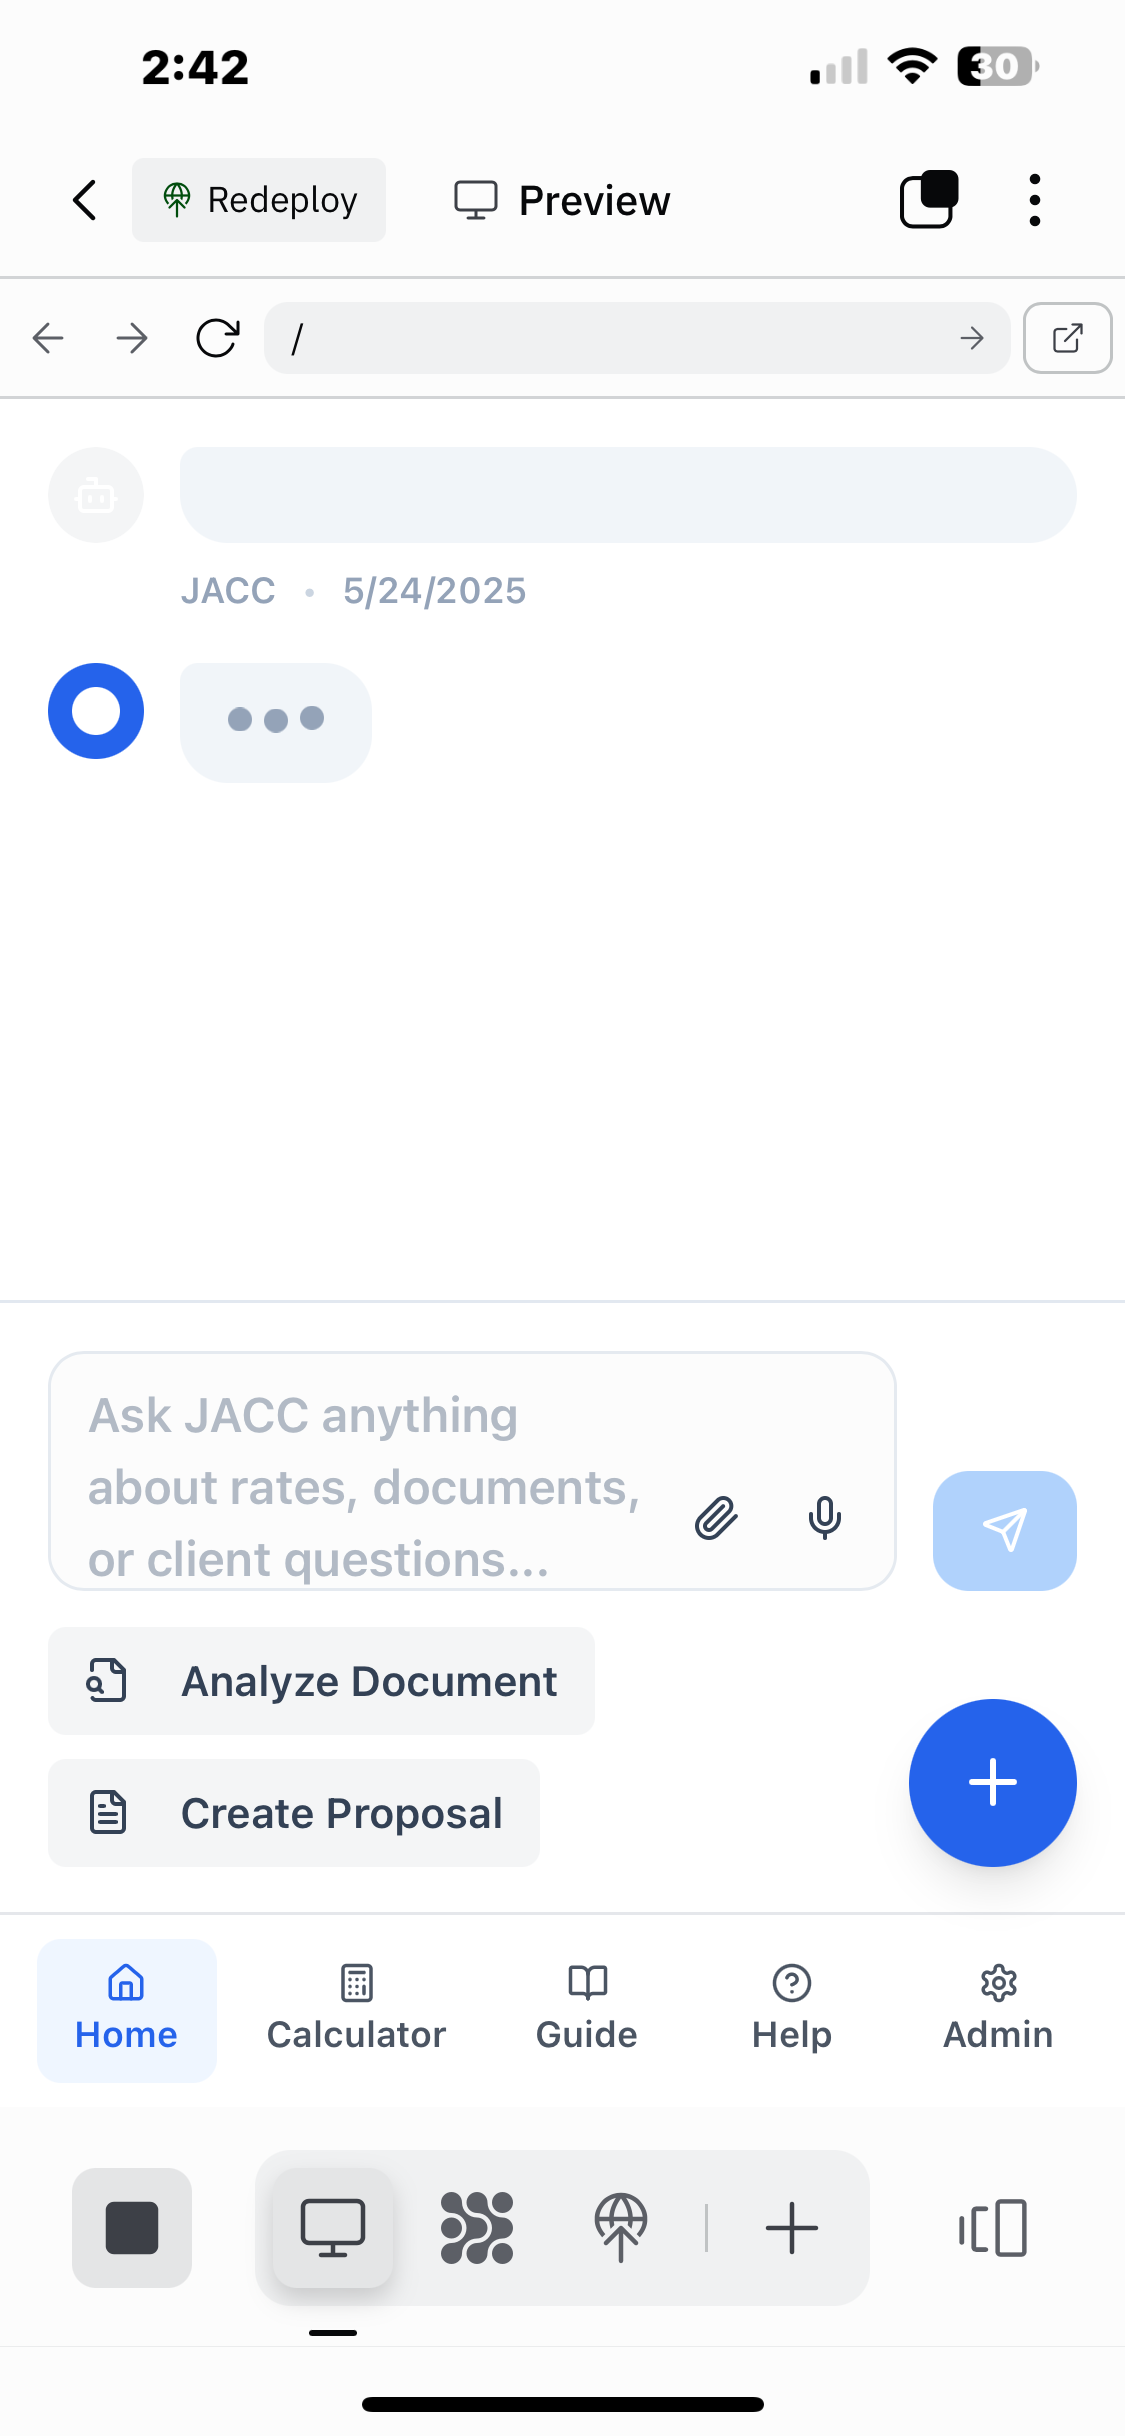 2:42
30
Redeploy
Preview
/
JACC • 5/24/2025
Ask JACC anything
about rates, documents,
or client questions...
Analyze Document
Create Proposal
Home
Calculator
Guide
Help
Admin